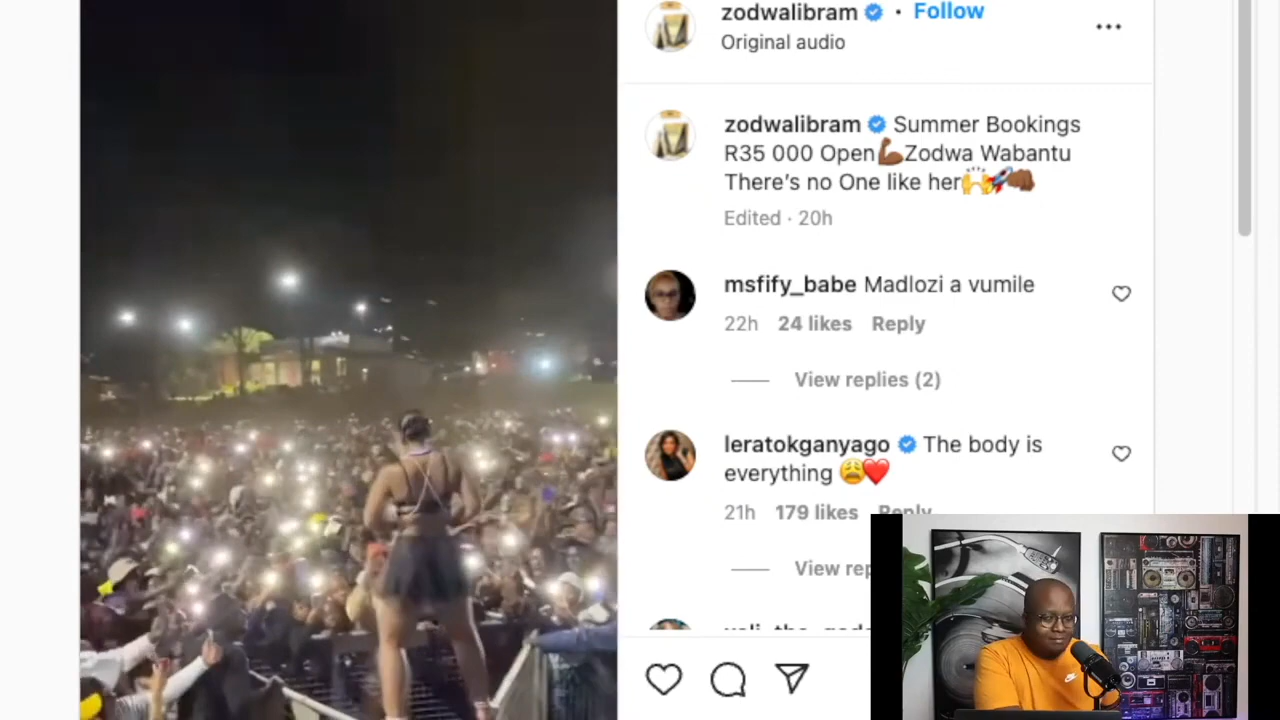 zodwalibram • Follow
Original audio
zodwalibram Summer Bookings
R35 000 Open💪🏾Zodwa Wabantu
There's no One like her🙌🚀👊🏾
Edited · 20h
msfify_babe Madlozi a vumile
22h 24 likes Reply
View replies (2)
leratokganyago The body is
everything 😩❤️
21h 179 likes Reply
View rep